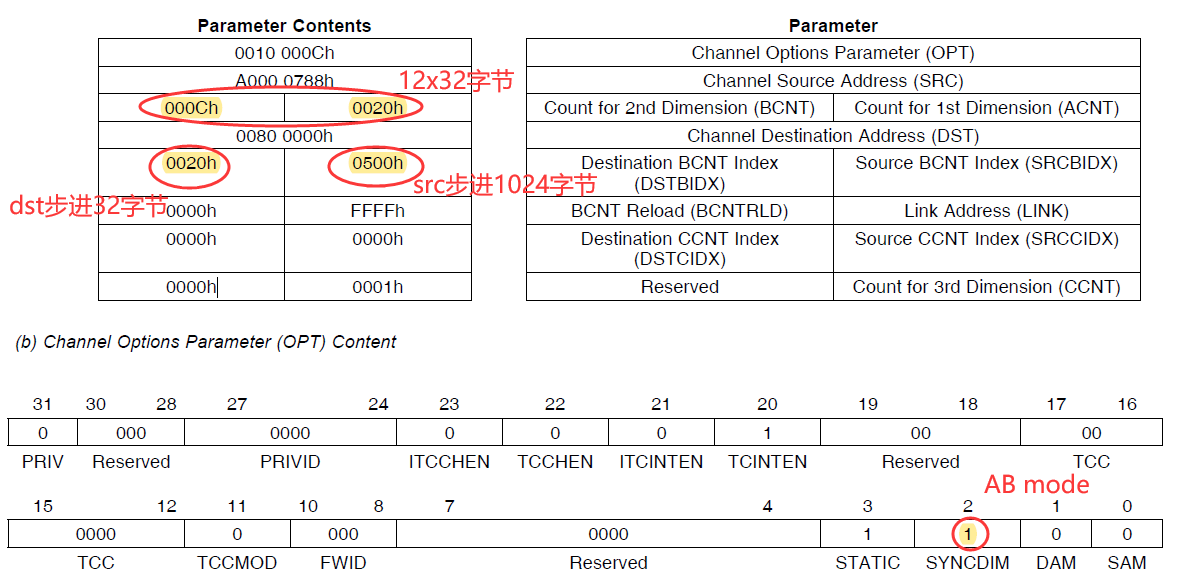 Parameter Contents Parameter
0010 000Ch Channel Options Parameter (OPT)
A000 0788h Channel Source Address (SRC)
12x32字节
000Ch 0020h Count for 2nd Dimension (BCNT) Count for 1st Dimension (ACNT)
0080 0000h Channel Destination Address (DST)
0020h 0500h Destination BCNT Index (DSTBIDX) Source BCNT Index (SRCBIDX)
src步进1024字节
dst步进32字节
0000h FFFFh BCNT Reload (BCNTRLD) Link Address (LINK)
0000h 0000h Destination CCNT Index (DSTCIDX) Source CCNT Index (SRCCIDX)
0000h 0001h Reserved Count for 3rd Dimension (CCNT)
(b) Channel Options Parameter (OPT) Content
31 30 28 27 24 23 22 21 20 19 18 17 16
0 000 0000 0 0 0 1 00 00
PRIV Reserved PRIVID ITCCHEN TCCHEN ITCINTEN TCINTEN Reserved TCC
AB mode
15 12 11 10 8 7 4 3 2 1 0
0000 0 000 0000 1 1 0 0
TCC TCCMOD FWID Reserved STATIC SYNCDIM DAM SAM